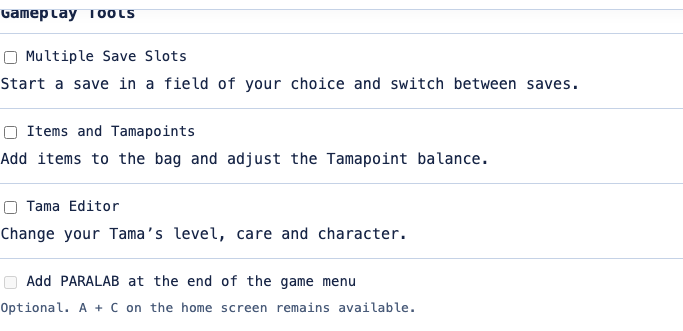 Gameplay Tools
Multiple Save Slots
Start a save in a field of your choice and switch between saves.
Items and Tamapoints
Add items to the bag and adjust the Tamapoint balance.
Tama Editor
Change your Tama’s level, care and character.
Add PARALAB at the end of the game menu
Optional. A + C on the home screen remains available.